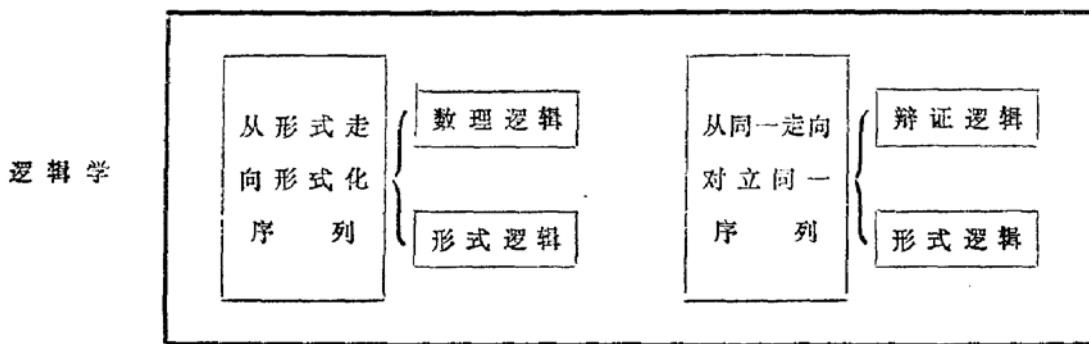 逻辑学
从形式走
向形式化
序列
数理逻辑
形式逻辑
从同一走向
对立同一
序列
辩证逻辑
形式逻辑